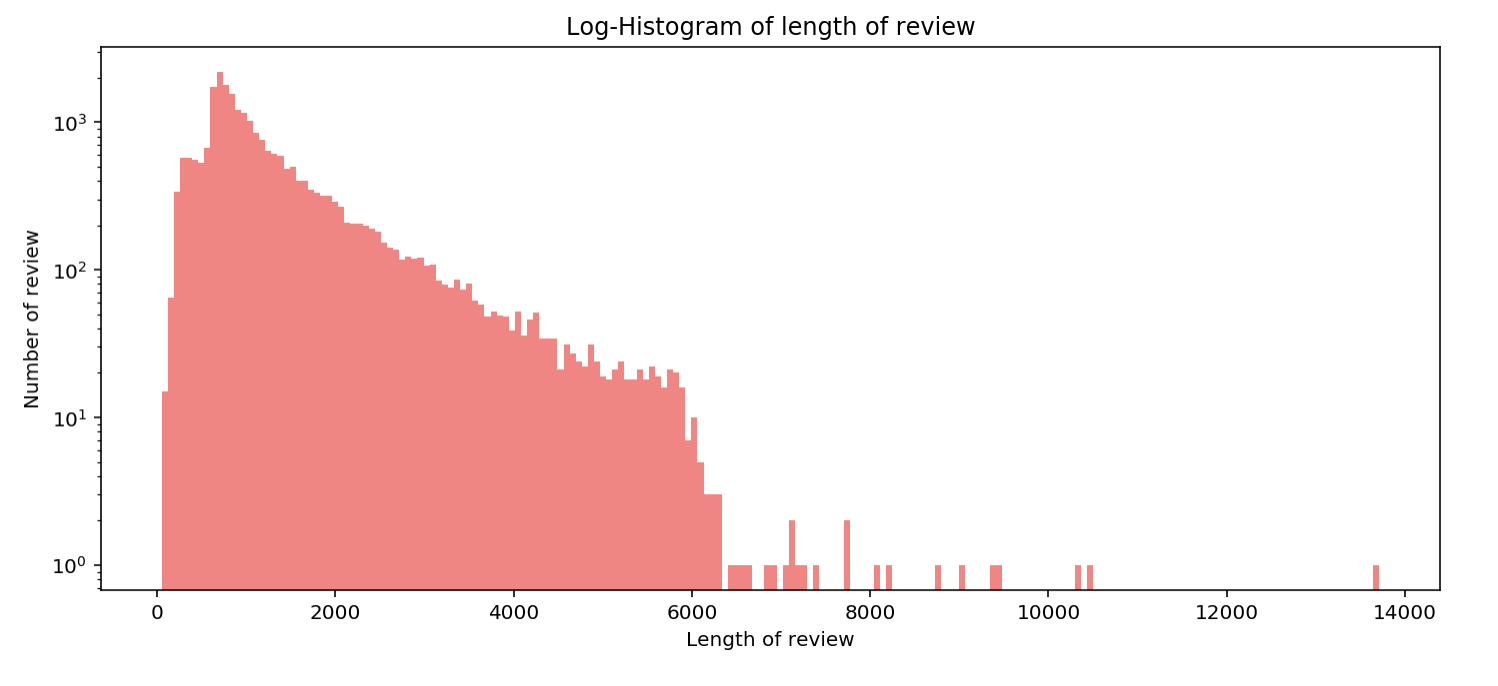 Log-Histogram of length of review
Number of review
10³
10²
10¹
10⁰
0 2000 4000 6000 8000 10000 12000 14000
Length of review